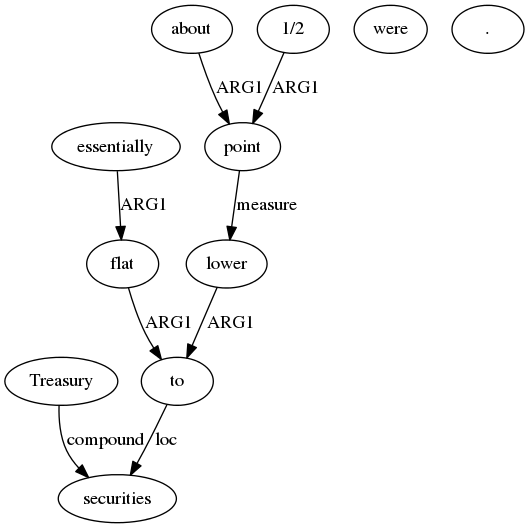 about 1/2 were .
ARG1 ARG1
essentially point
ARG1 measure
flat lower
ARG1 ARG1
Treasury to
compound loc
securities